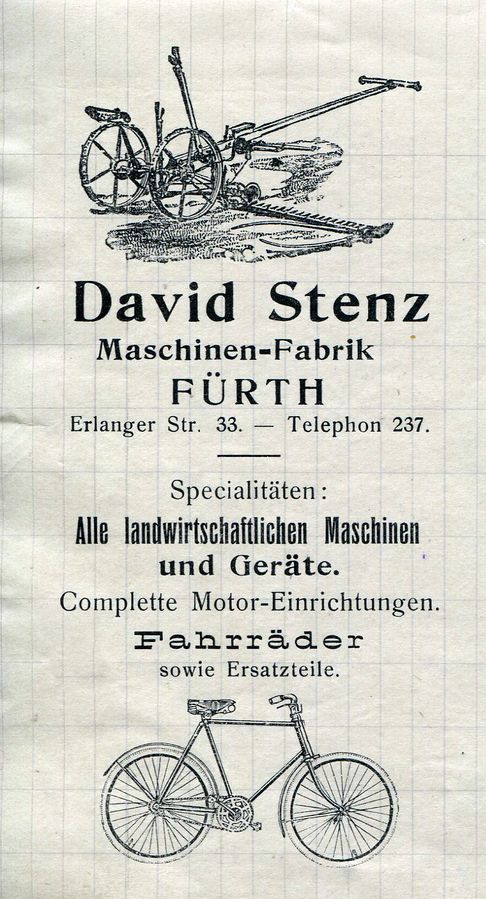 David Stenz
Maschinen-Fabrik
FÜRTH
Erlanger Str. 33. — Telephon 237.
Specialitäten:
Alle landwirtschaftlichen Maschinen
und Geräte.
Complette Motor-Einrichtungen.
Fahrräder
sowie Ersatzteile.